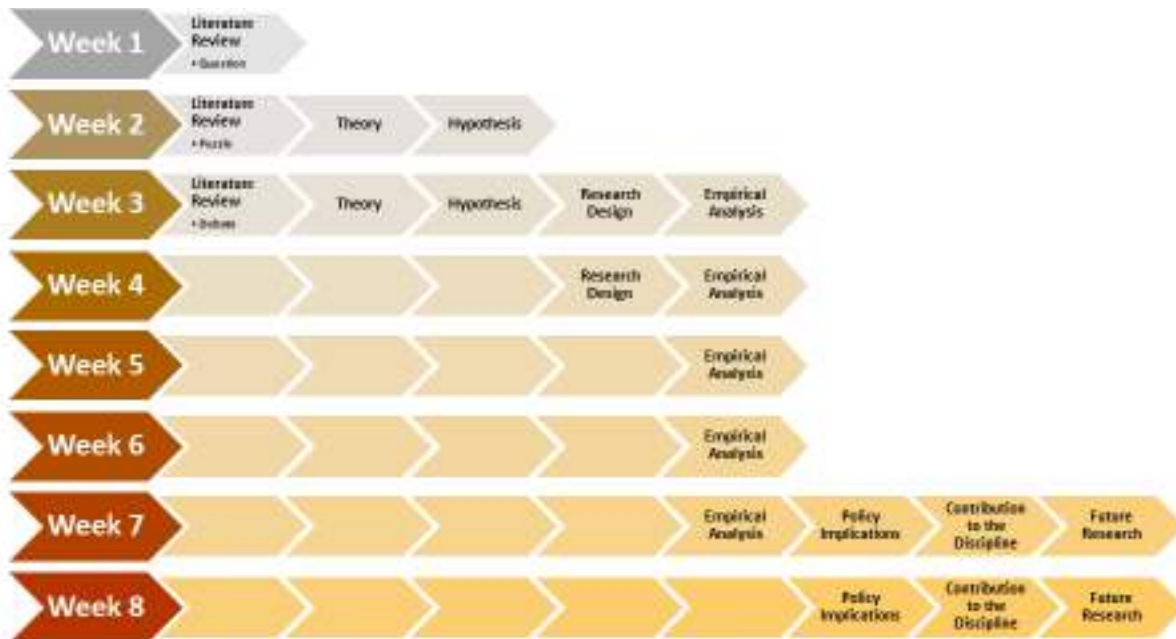 Week 1
Literature
Review
• Question
Week 2
Literature
Review
• Puzzle
Theory
Hypothesis
Week 3
Literature
Review
• Debate
Theory
Hypothesis
Research
Design
Empirical
Analysis
Week 4
Research
Design
Empirical
Analysis
Week 5
Empirical
Analysis
Week 6
Empirical
Analysis
Week 7
Empirical
Analysis
Policy
Implications
Contribution
to the
Discipline
Future
Research
Week 8
Policy
Implications
Contribution
to the
Discipline
Future
Research